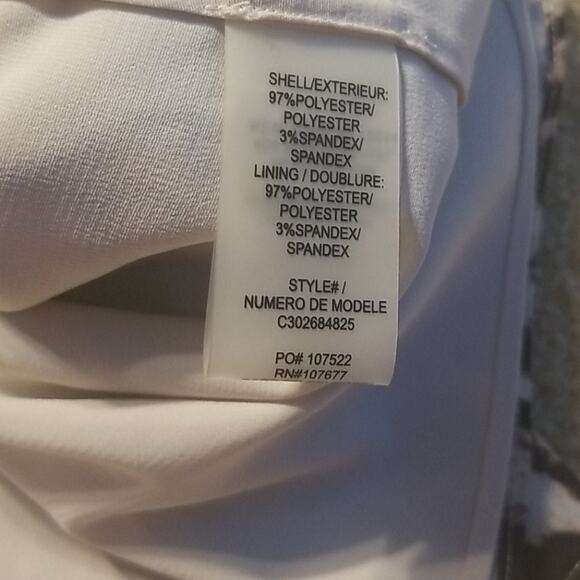 SHELL/EXTERIEUR:
97%POLYESTER/
POLYESTER
3%SPANDEX/
SPANDEX
LINING / DOUBLURE:
97%POLYESTER/
POLYESTER
3%SPANDEX/
SPANDEX
STYLE# /
NUMERO DE MODELE
C302684825
PO# 107522
RN#107677